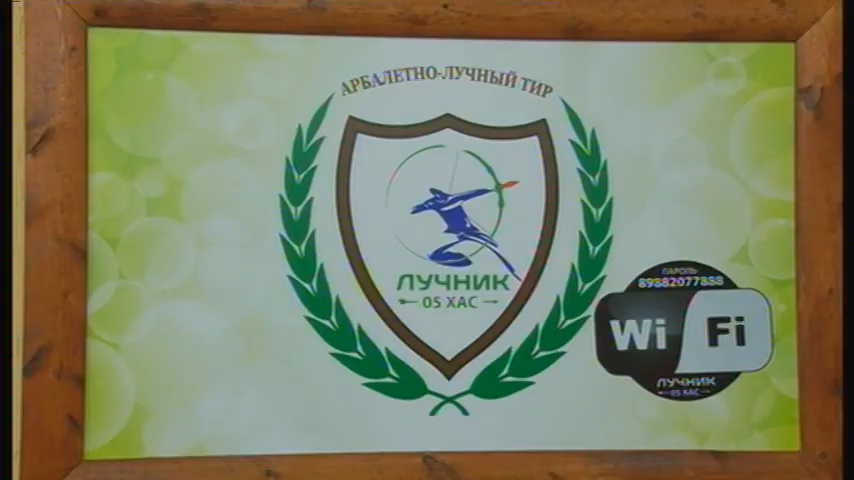 АРБАЛЕТНО-ЛУЧНЫЙ ТИР
ЛУЧНИК
05 ХАС
ПАРОЛЬ
89882077888
Wi Fi
ЛУЧНИК
05 ХАС